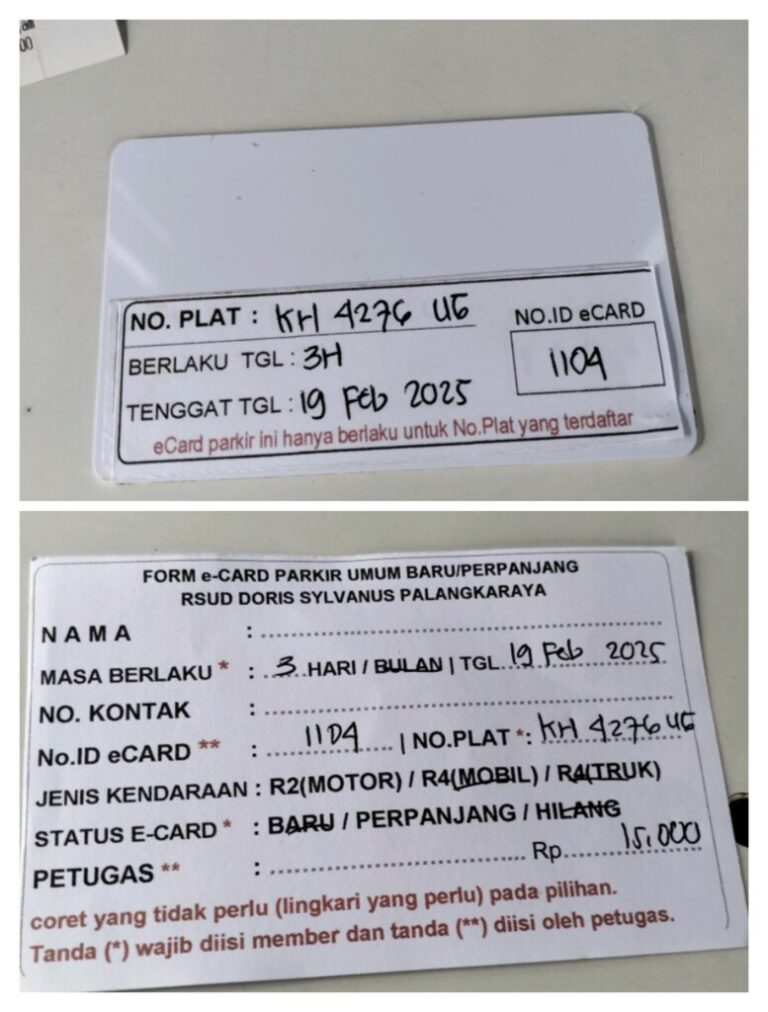 00
NO. PLAT : KH 4276 UG
NO.ID eCARD
BERLAKU TGL : 3H
1104
TENGGAT TGL : 19 Feb 2025
eCard parkir ini hanya berlaku untuk No.Plat yang terdaftar
FORM e-CARD PARKIR UMUM BARU/PERPANJANG
RSUD DORIS SYLVANUS PALANGKARAYA
NAMA :
MASA BERLAKU * : 3 HARI / BULAN | TGL. 19 Feb 2025
NO. KONTAK :
No.ID eCARD ** : 1104 | NO.PLAT *: KH 4276 UG
JENIS KENDARAAN : R2(MOTOR) / R4(MOBIL) / R4(TRUK)
STATUS E-CARD * : BARU / PERPANJANG / HILANG
PETUGAS ** : Rp. 15.000
coret yang tidak perlu (lingkari yang perlu) pada pilihan.
Tanda (*) wajib diisi member dan tanda (**) diisi oleh petugas.